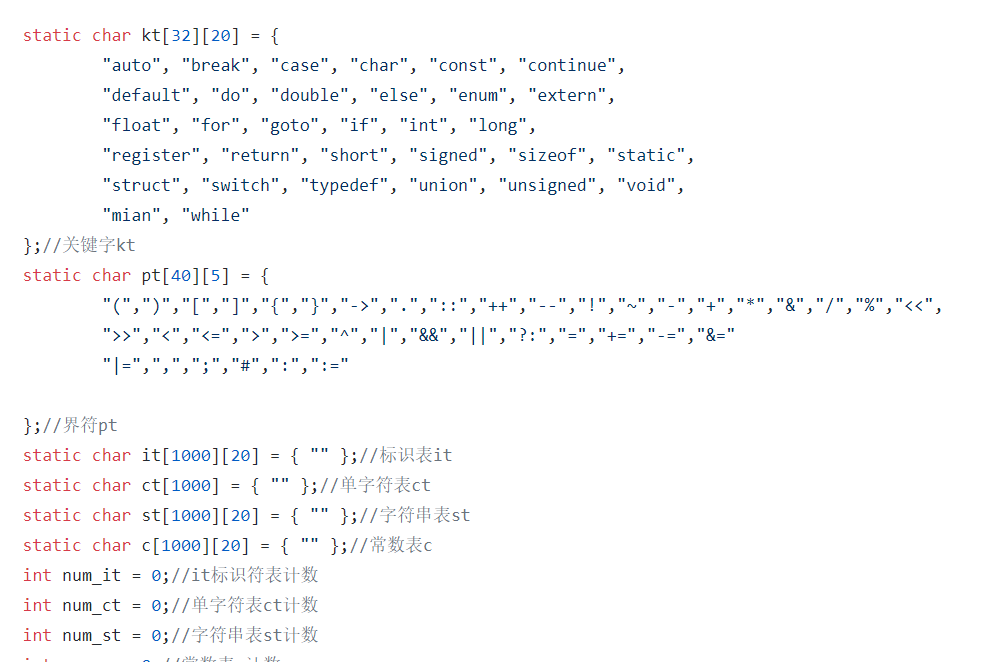 static char kt[32][20] = {
"auto", "break", "case", "char", "const", "continue",
"default", "do", "double", "else", "enum", "extern",
"float", "for", "goto", "if", "int", "long",
"register", "return", "short", "signed", "sizeof", "static",
"struct", "switch", "typedef", "union", "unsigned", "void",
"mian", "while"
};//关键字kt
static char pt[40][5] = {
"(",")","[","]","{","}","->",".","::","++","--","!","~","-","+","*","&","/","%","<<",
">>","<","<=",">",">=","^","|","&&","||","?:","=","+=","-=","&="
"|=",",",";","#",":",":="
};//界符pt
static char it[1000][20] = { "" };//标识表it
static char ct[1000] = { "" };//单字符表ct
static char st[1000][20] = { "" };//字符串表st
static char c[1000][20] = { "" };//常数表c
int num_it = 0;//it标识符表计数
int num_ct = 0;//单字符表ct计数
int num_st = 0;//字符串表st计数